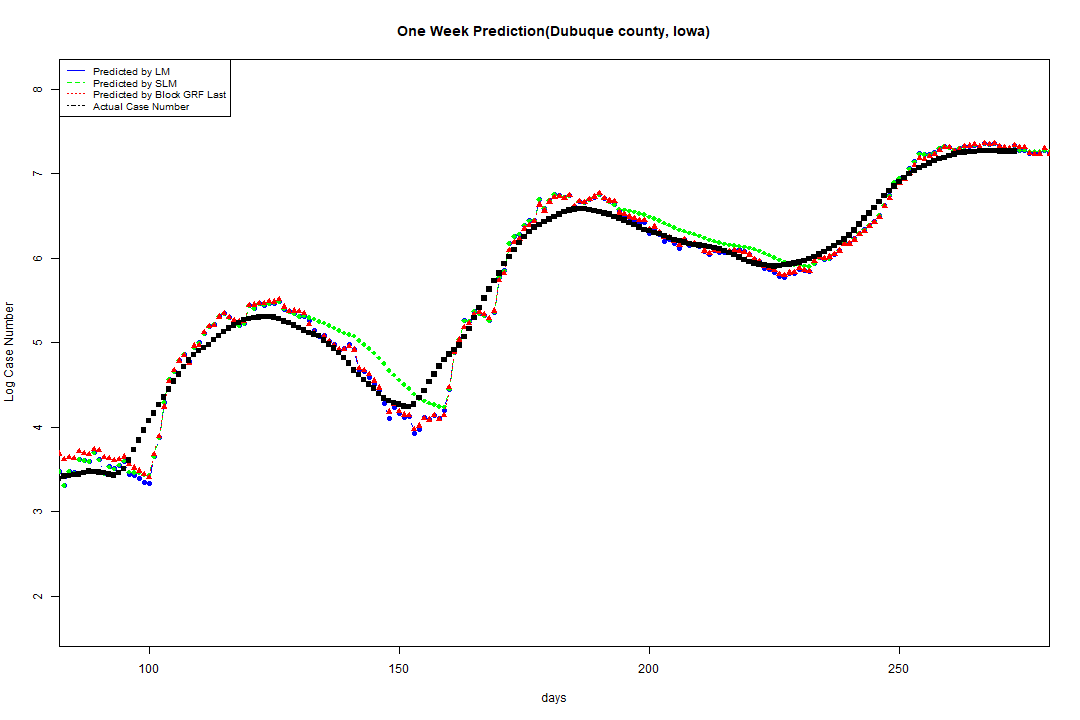 One Week Prediction(Dubuque county, Iowa)
Predicted by LM
Predicted by SLM
Predicted by Block GRF Last
Actual Case Number
8
7
6
5
4
3
2
Log Case Number
100 150 200 250
days